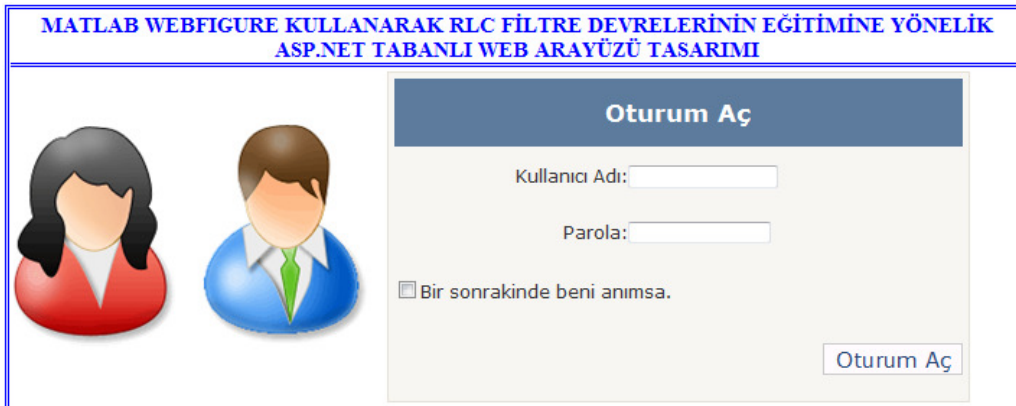 MATLAB WEBFIGURE KULLANARAK RLC FİLTRE DEVRELERİNİN EĞİTİMİNE YÖNELİK
ASP.NET TABANLI WEB ARAYÜZÜ TASARIMI
Oturum Aç
Kullanıcı Adı:
Parola:
Bir sonrakinde beni anımsa.
Oturum Aç